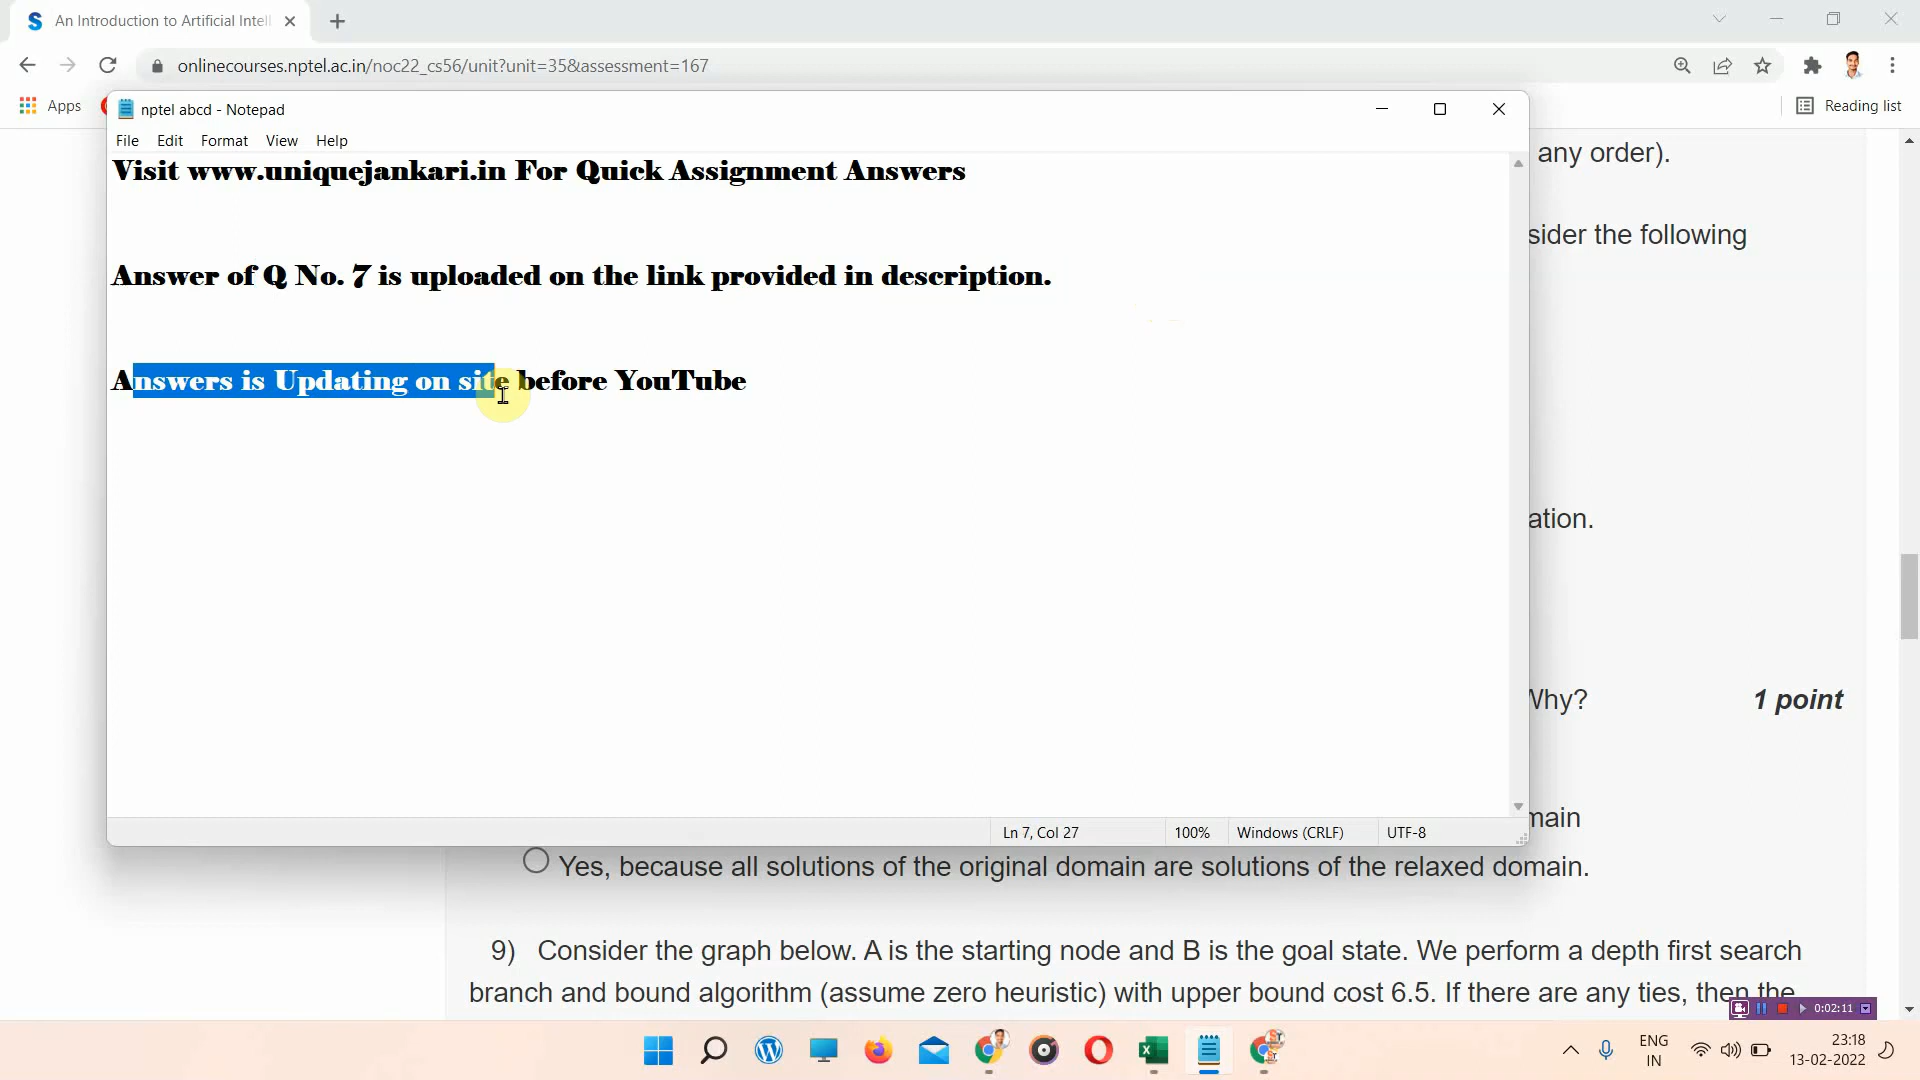 An Introduction to Artificial Intell
onlinecourses.nptel.ac.in/noc22_cs56/unit?unit=35&assessment=167
Apps
Reading list
nptel abcd - Notepad
File Edit Format View Help
Visit www.uniquejankari.in For Quick Assignment Answers
any order).
sider the following
Answer of Q No. 7 is uploaded on the link provided in description.
Answers is Updating on site before YouTube
ation.
Why? 1 point
main
Ln 7, Col 27 100% Windows (CRLF) UTF-8
Yes, because all solutions of the original domain are solutions of the relaxed domain.
9) Consider the graph below. A is the starting node and B is the goal state. We perform a depth first search
branch and bound algorithm (assume zero heuristic) with upper bound cost 6.5. If there are any ties, then the
0:02:11
ENG
IN
23:18
13-02-2022